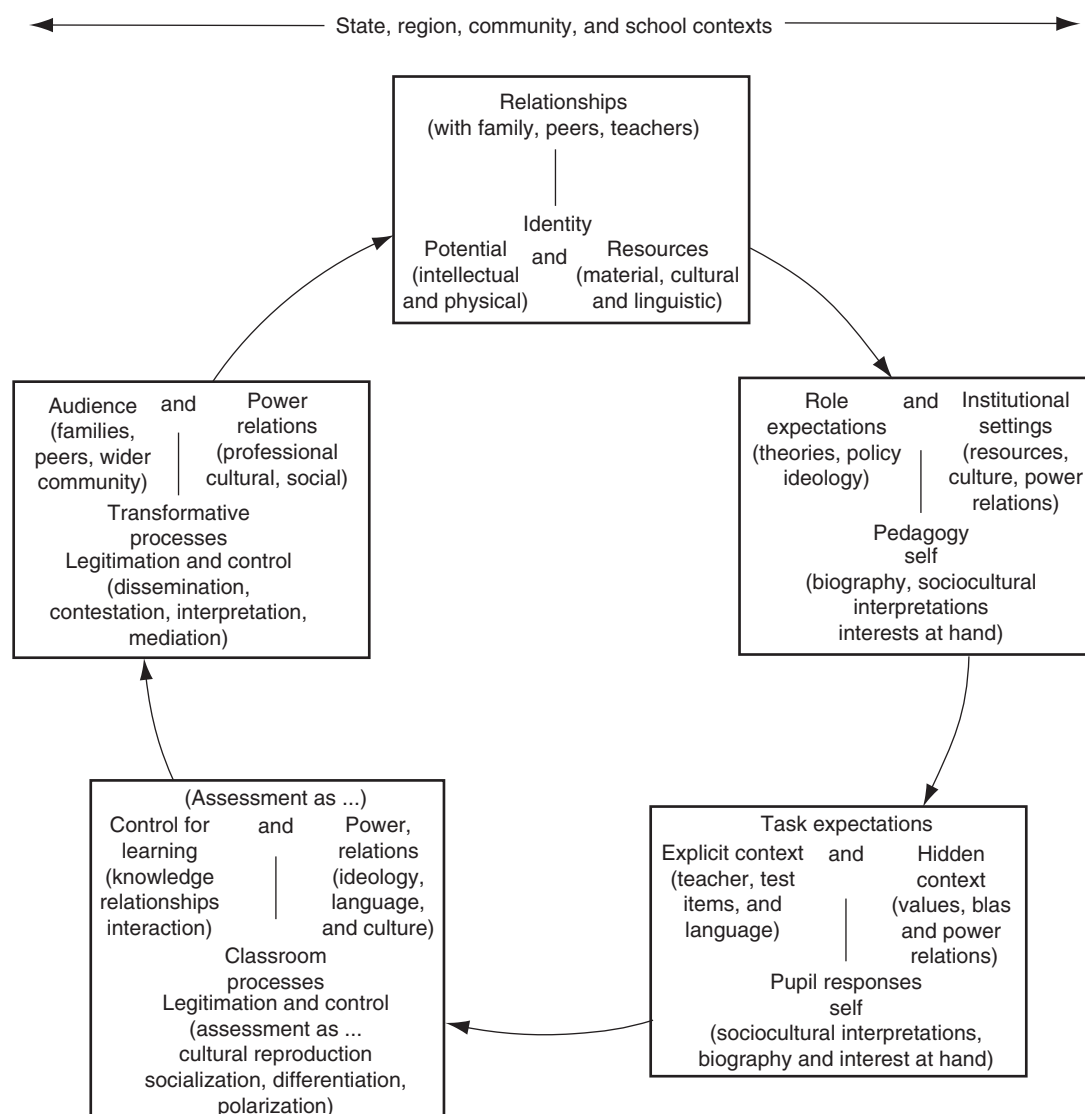 State, region, community, and school contexts
Relationships
(with family, peers, teachers)
Identity
Potential
(intellectual
and physical)
and
Resources
(material, cultural
and linguistic)
Audience
(families,
peers, wider
community)
and
Power
relations
(professional
cultural, social)
Transformative
processes
Legitimation and control
(dissemination,
contestation, interpretation,
mediation)
Role
expectations
(theories, policy
ideology)
and
Institutional
settings
(resources,
culture, power
relations)
Pedagogy
self
(biography, sociocultural
interpretations
interests at hand)
(Assessment as ...)
Control for
learning
(knowledge
relationships
interaction)
and
Power,
relations
(ideology,
language,
and culture)
Classroom
processes
Legitimation and control
(assessment as ...
cultural reproduction
socialization, differentiation,
polarization)
Task expectations
Explicit context
(teacher, test
items, and
language)
and
Hidden
context
(values, blas
and power
relations)
Pupil responses
self
(sociocultural interpretations,
biography and interest at hand)